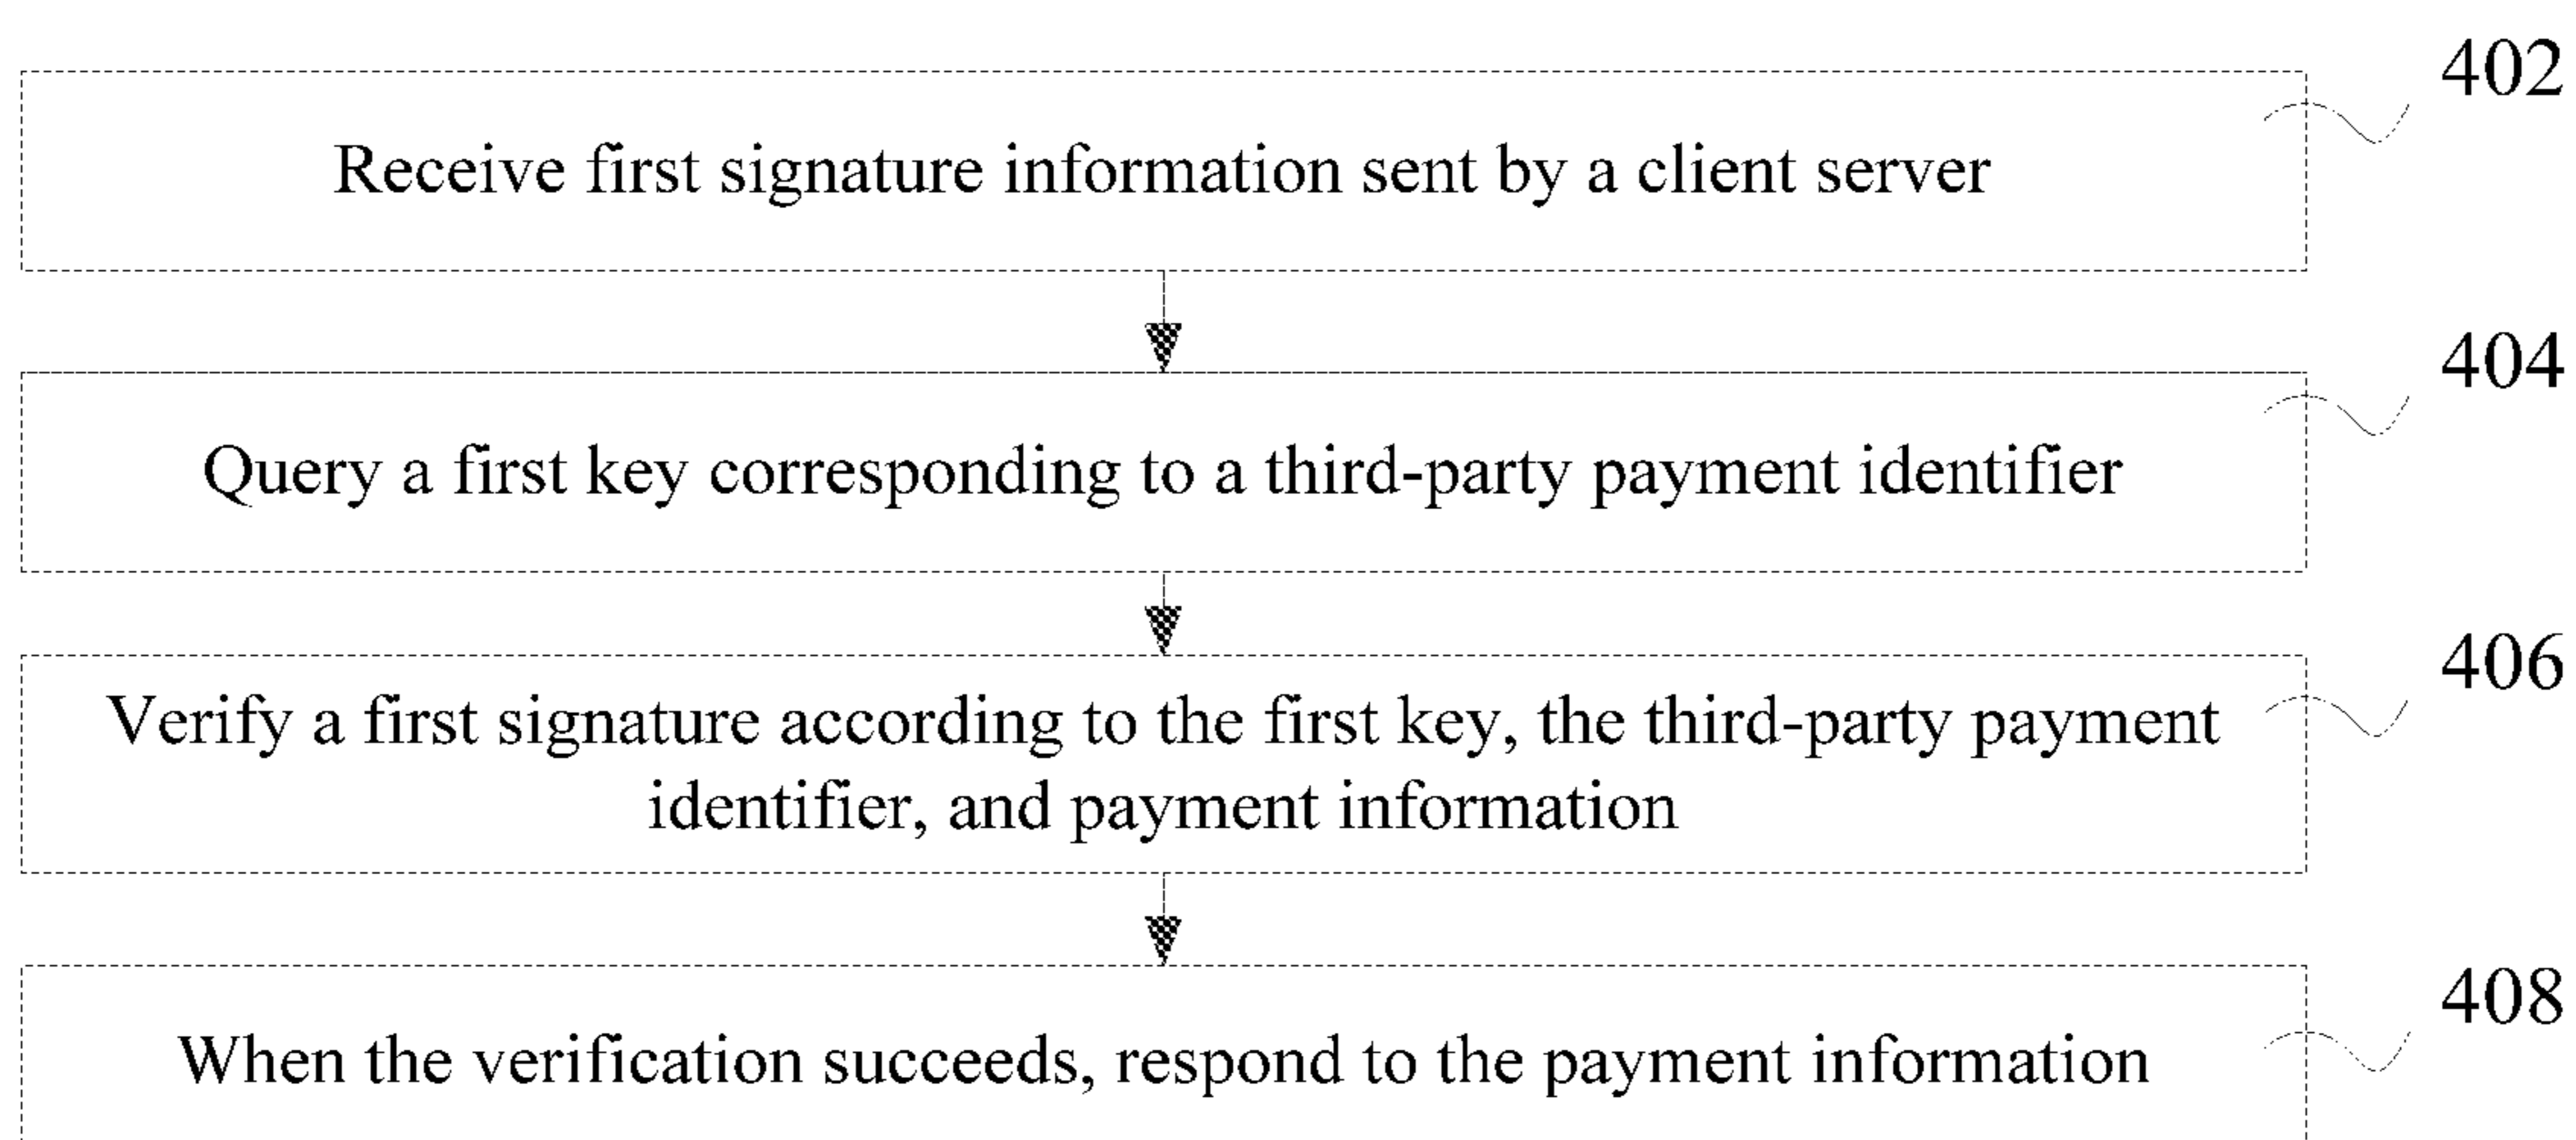 402
Receive first signature information sent by a client server
404
Query a first key corresponding to a third-party payment identifier
406
Verify a first signature according to the first key, the third-party payment
identifier, and payment information
408
When the verification succeeds, respond to the payment information